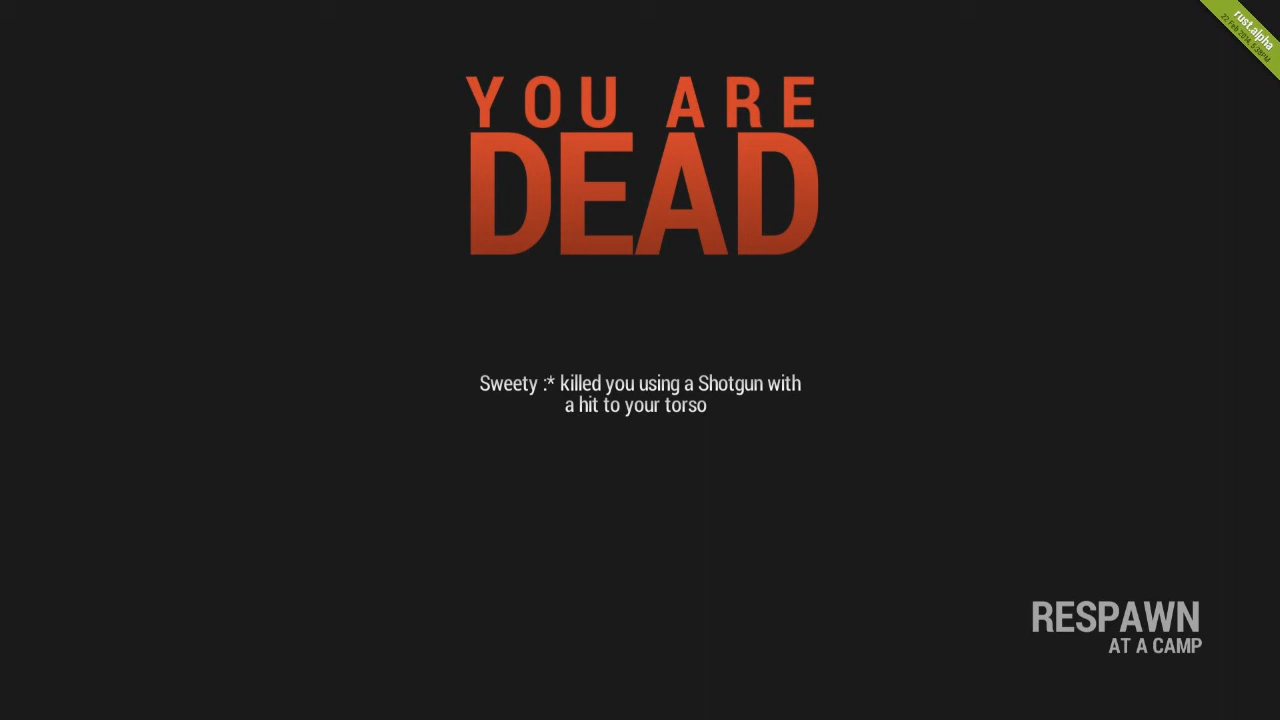 rust.alpha
YOU ARE
DEAD
Sweety :* killed you using a Shotgun with
a hit to your torso
RESPAWN
AT A CAMP